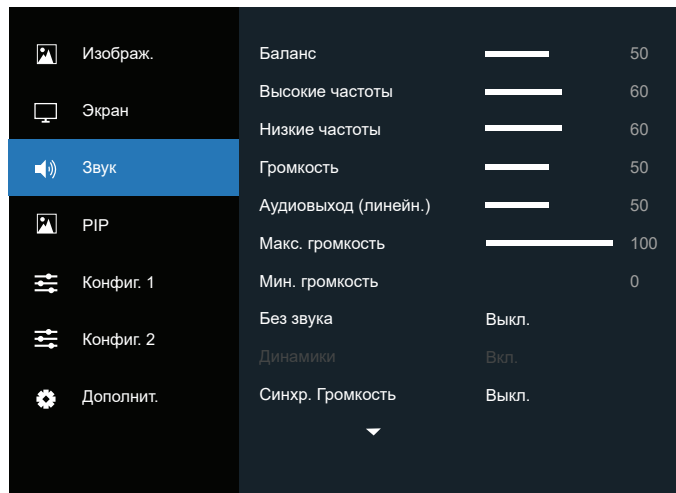 Изображ.
Экран
Звук
PIP
Конфиг. 1
Конфиг. 2
Дополнит.
Баланс 50
Высокие частоты 60
Низкие частоты 60
Громкость 50
Аудиовыход (линейн.) 50
Макс. громкость 100
Мин. громкость 0
Без звука Выкл.
Динамики Вкл.
Синхр. Громкость Выкл.